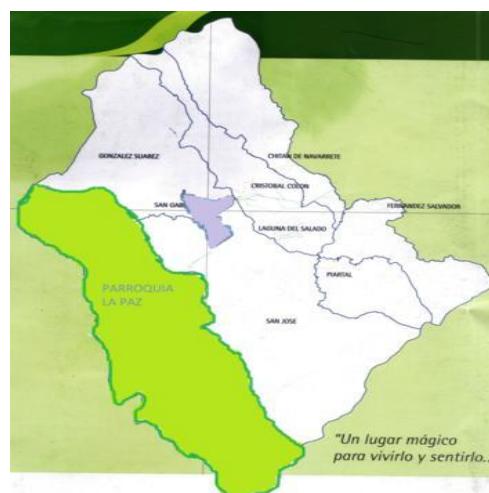 GONZALEZ SUAREZ
CHITAN DE NAVARRETE
CRISTOBAL COLON
SAN GAB
FERNANDEZ SALVADOR
LAGUNA DEL SALADO
PIARTAL
PARROQUIA
LA PAZ
SAN JOSE
"Un lugar mágico
para vivirlo y sentirlo..